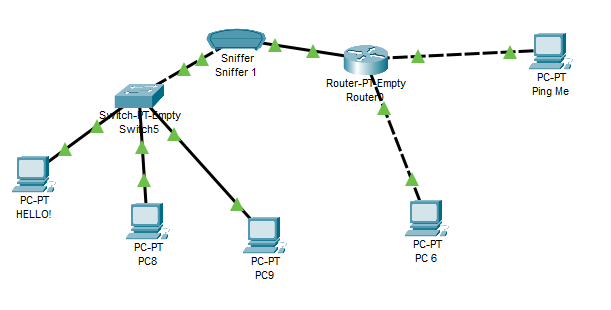 Sniffer
Sniffer 1
Router-PT-Empty
Router0
PC-PT
Ping Me
Switch-PT-Empty
Switch5
PC-PT
HELLO!
PC-PT
PC8
PC-PT
PC9
PC-PT
PC 6